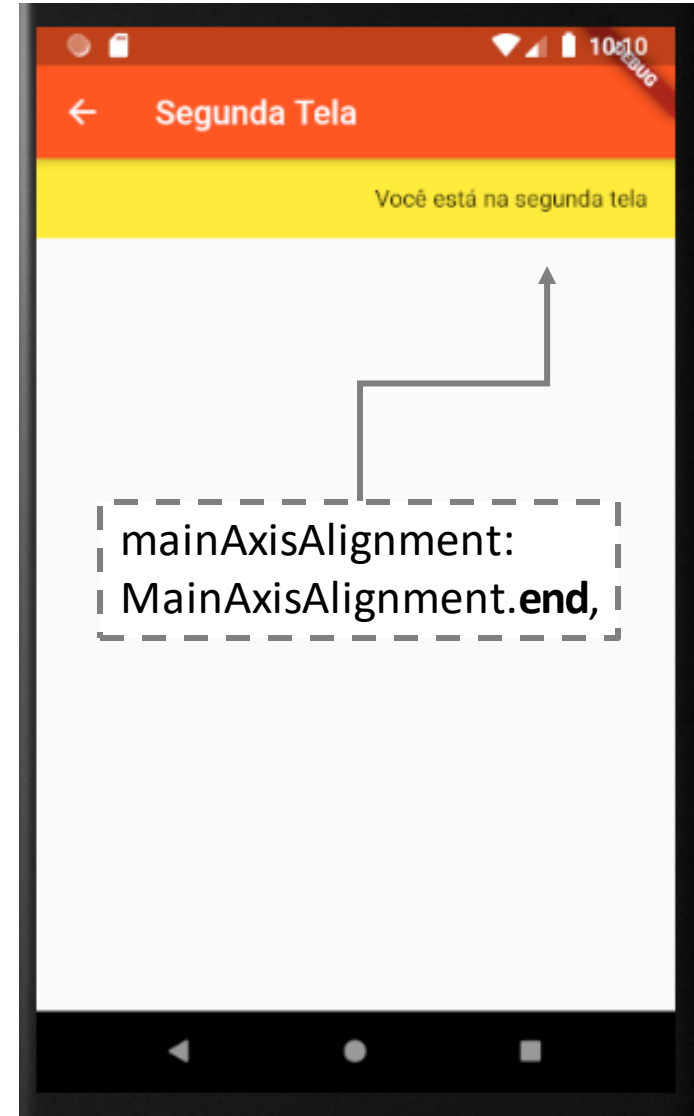 10:10
DEBUG
Segunda Tela
Você está na segunda tela
mainAxisAlignment:
MainAxisAlignment.end,